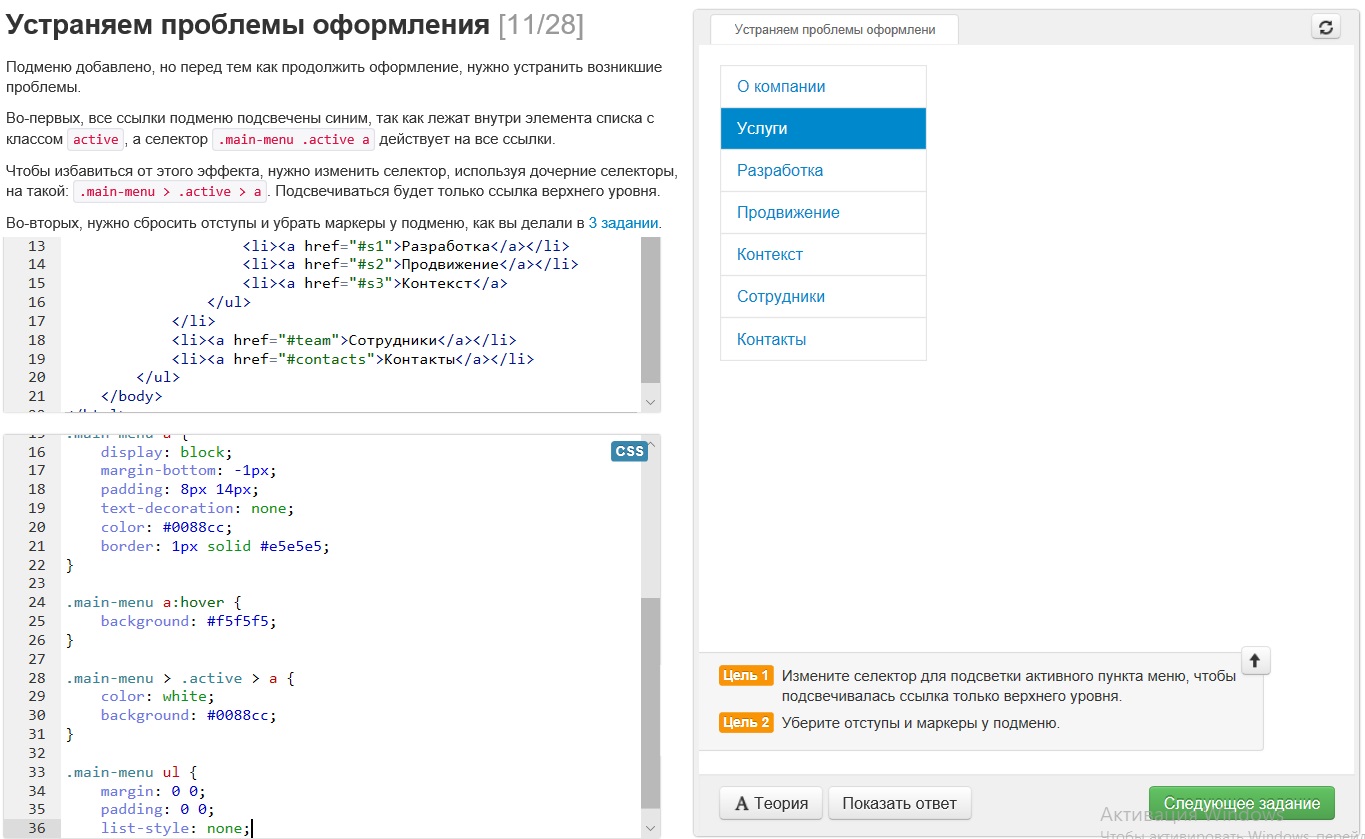 Устраняем проблемы оформления [11/28]
Подменю добавлено, но перед тем как продолжить оформление, нужно устранить возникшие
проблемы.
Во-первых, все ссылки подменю подсвечены синим, так как лежат внутри элемента списка с
классом active , а селектор .main-menu .active a действует на все ссылки.
Чтобы избавиться от этого эффекта, нужно изменить селектор, используя дочерние селекторы,
на такой: .main-menu > .active > a . Подсвечиваться будет только ссылка верхнего уровня.
Во-вторых, нужно сбросить отступы и убрать маркеры у подменю, как вы делали в 3 задании.
13 <li><a href="#s1">Разработка</a></li>
14 <li><a href="#s2">Продвижение</a></li>
15 <li><a href="#s3">Контекст</a>
16 </ul>
17 </li>
18 <li><a href="#team">Сотрудники</a></li>
19 <li><a href="#contacts">Контакты</a></li>
20 </ul>
21 </body>
CSS
15 .main-menu a {
16 display: block;
17 margin-bottom: -1px;
18 padding: 8px 14px;
19 text-decoration: none;
20 color: #0088cc;
21 border: 1px solid #e5e5e5;
22 }
23
24 .main-menu a:hover {
25 background: #f5f5f5;
26 }
27
28 .main-menu > .active > a {
29 color: white;
30 background: #0088cc;
31 }
32
33 .main-menu ul {
34 margin: 0 0;
35 padding: 0 0;
36 list-style: none;
Устраняем проблемы оформлени
О компании
Услуги
Разработка
Продвижение
Контекст
Сотрудники
Контакты
Цель 1 Измените селектор для подсветки активного пункта меню, чтобы
подсвечивалась ссылка только верхнего уровня.
Цель 2 Уберите отступы и маркеры у подменю.
А Теория
Показать ответ
Следующее задание
Активация Windows
Чтобы активировать Windows, перейд